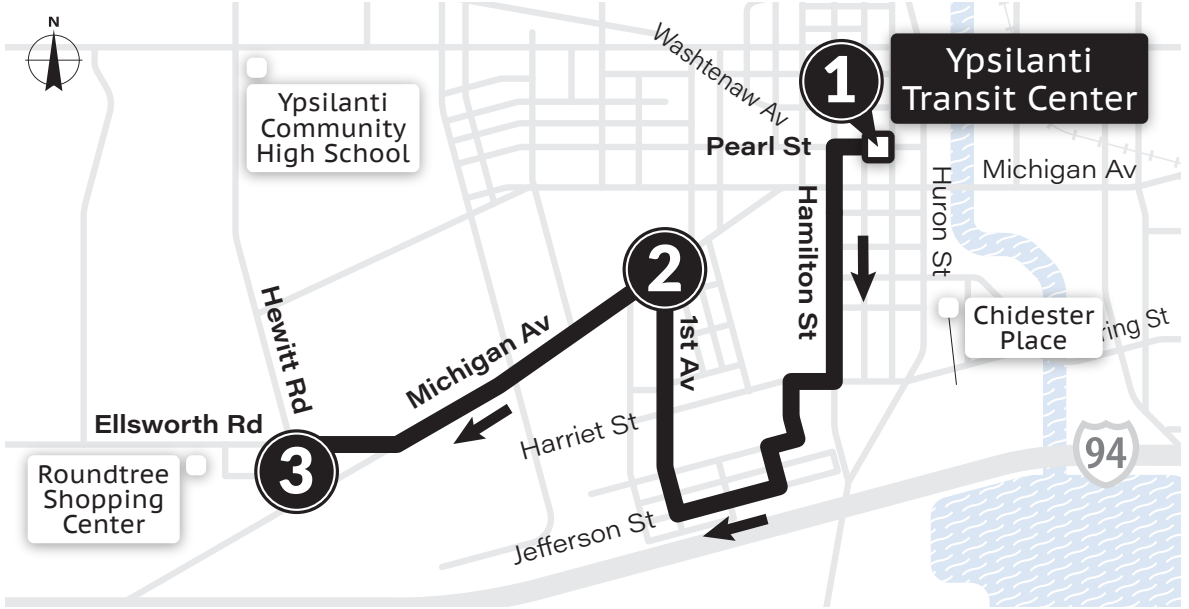 N
Washtenaw Av
1
Ypsilanti
Transit Center
Ypsilanti
Community
High School
Pearl St
Michigan Av
Huron St
Hamilton St
2
Hewitt Rd
Michigan Av
1st Av
Chidester
Place
ring St
Ellsworth Rd
Harriet St
3
Roundtree
Shopping
Center
94
Jefferson St